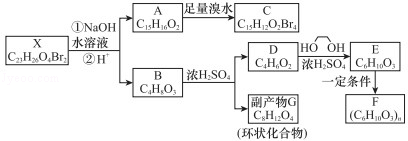 X
C₂₃H₂₆O₄Br₂
①NaOH
水溶液
②H⁺
A
C₁₅H₁₆O₂
足量溴水
C
C₁₅H₁₂O₂Br₄
B
C₄H₈O₃
浓H₂SO₄
D
C₄H₆O₂
HO OH
浓H₂SO₄
E
C₆H₁₀O₃
一定条件
F
(C₆H₁₀O₃)ₙ
副产物G
C₈H₁₂O₄
(环状化合物)